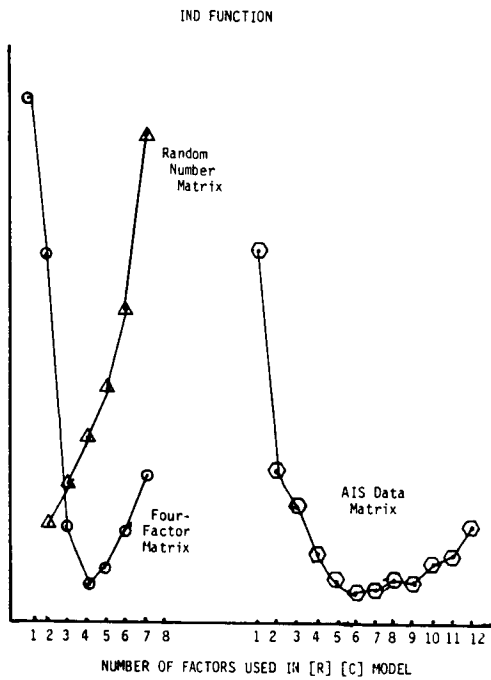 IND FUNCTION
Random
Number
Matrix
Four-
Factor
Matrix
AIS Data
Matrix
1 2 3 4 5 6 7 8
1 2 3 4 5 6 7 8 9 10 11 12
NUMBER OF FACTORS USED IN [R] [C] MODEL